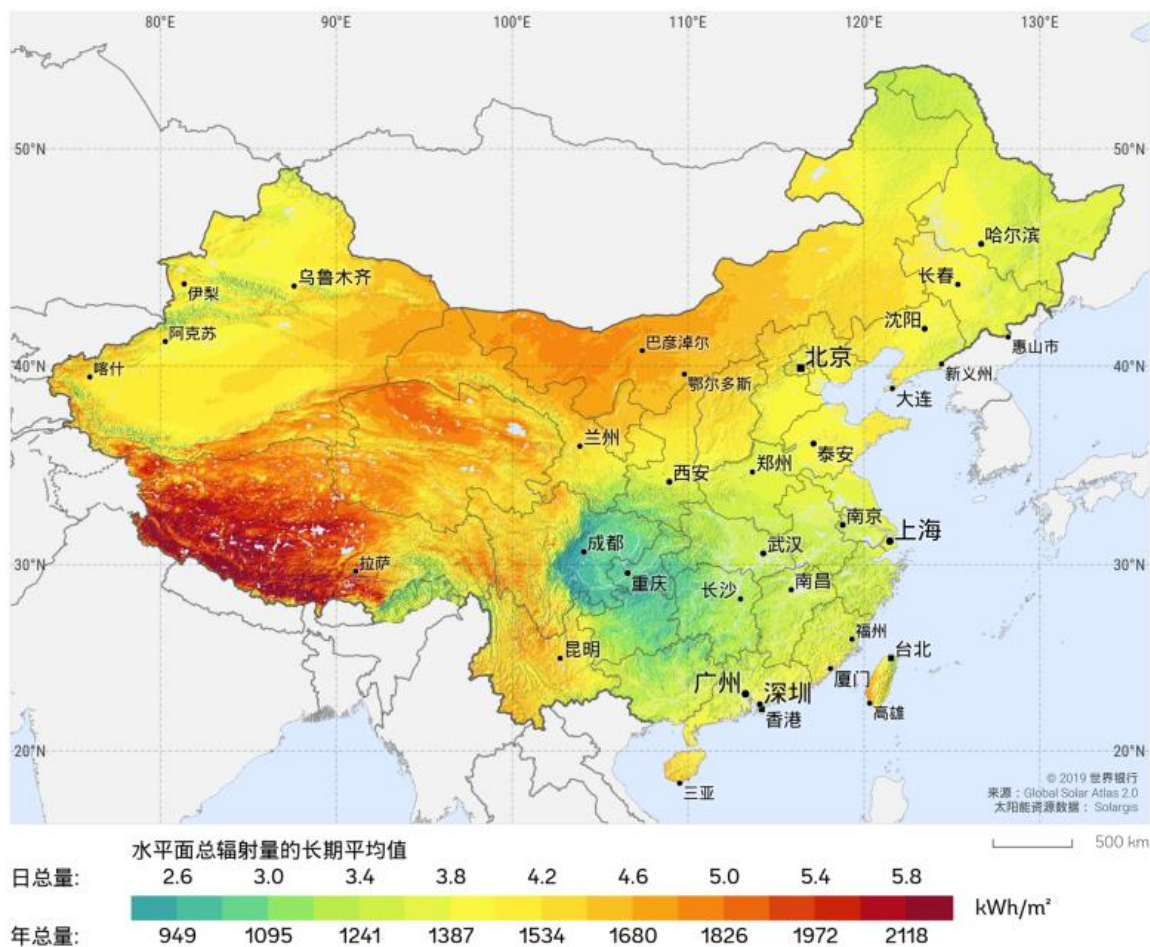 80°E 90°E 100°E 110°E 120°E 130°E
50°N 50°N
哈尔滨
乌鲁木齐
长春
伊梨
沈阳
阿克苏
巴彦淖尔
惠山市
北京
40°N 40°N
喀什
新义州
鄂尔多斯
大连
兰州
泰安
郑州
西安
南京
上海
成都
武汉
30°N 30°N
拉萨
重庆
南昌
长沙
福州
昆明
台北
厦门
广州
深圳
高雄
香港
20°N 20°N
三亚
© 2019 世界银行
来源：Global Solar Atlas 2.0
太阳能资源数据：Solargis
500 km
水平面总辐射量的长期平均值
日总量: 2.6 3.0 3.4 3.8 4.2 4.6 5.0 5.4 5.8
kWh/m²
年总量: 949 1095 1241 1387 1534 1680 1826 1972 2118